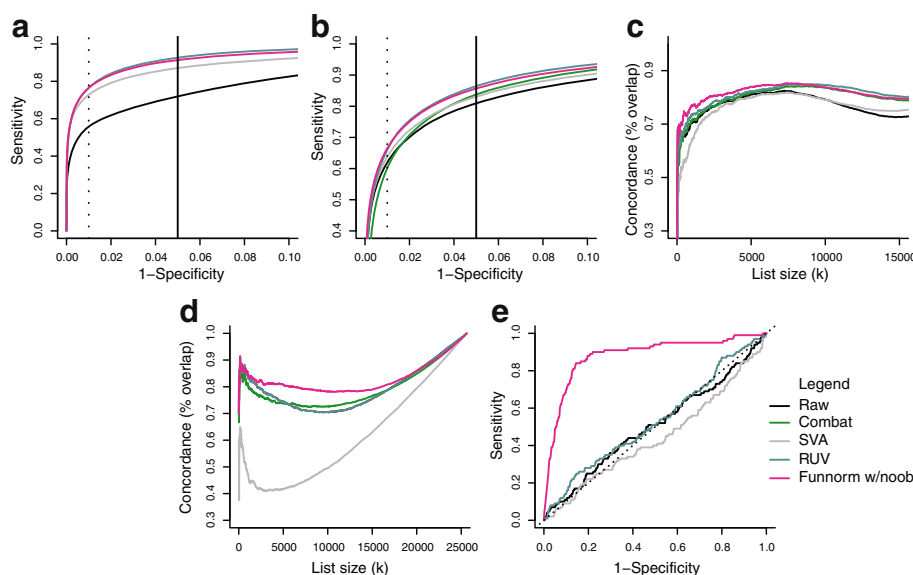 a
b
c
Sensitivity
0.0 0.2 0.4 0.6 0.8 1.0
0.00 0.02 0.04 0.06 0.08 0.10
1−Specificity
Sensitivity
0.4 0.5 0.6 0.7 0.8 0.9 1.0
0.00 0.02 0.04 0.06 0.08 0.10
1−Specificity
Concordance (% overlap)
0.3 0.5 0.7 0.9
0 5000 10000 15000
List size (k)
d
e
Concordance (% overlap)
0.3 0.4 0.5 0.6 0.7 0.8 0.9 1.0
0 5000 10000 15000 20000 25000
List size (k)
Sensitivity
0.0 0.2 0.4 0.6 0.8 1.0
0.0 0.2 0.4 0.6 0.8 1.0
1−Specificity
Legend
Raw
Combat
SVA
RUV
Funnorm w/noob